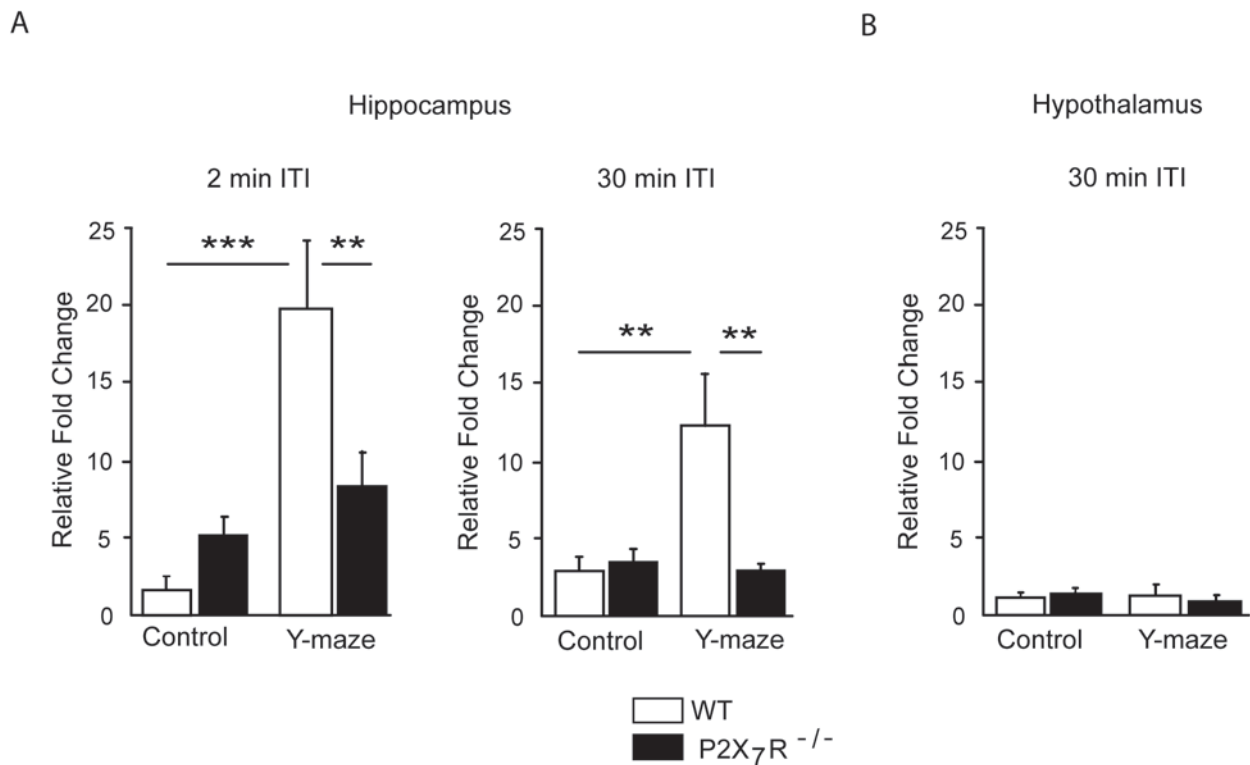 A
B
Hippocampus
Hypothalamus
2 min ITI
30 min ITI
30 min ITI
Relative Fold Change
25
20
15
10
5
0
***
**
Control
Y-maze
Relative Fold Change
25
20
15
10
5
0
**
**
Control
Y-maze
Relative Fold Change
25
20
15
10
5
0
Control
Y-maze
WT
P2X₇R⁻/⁻